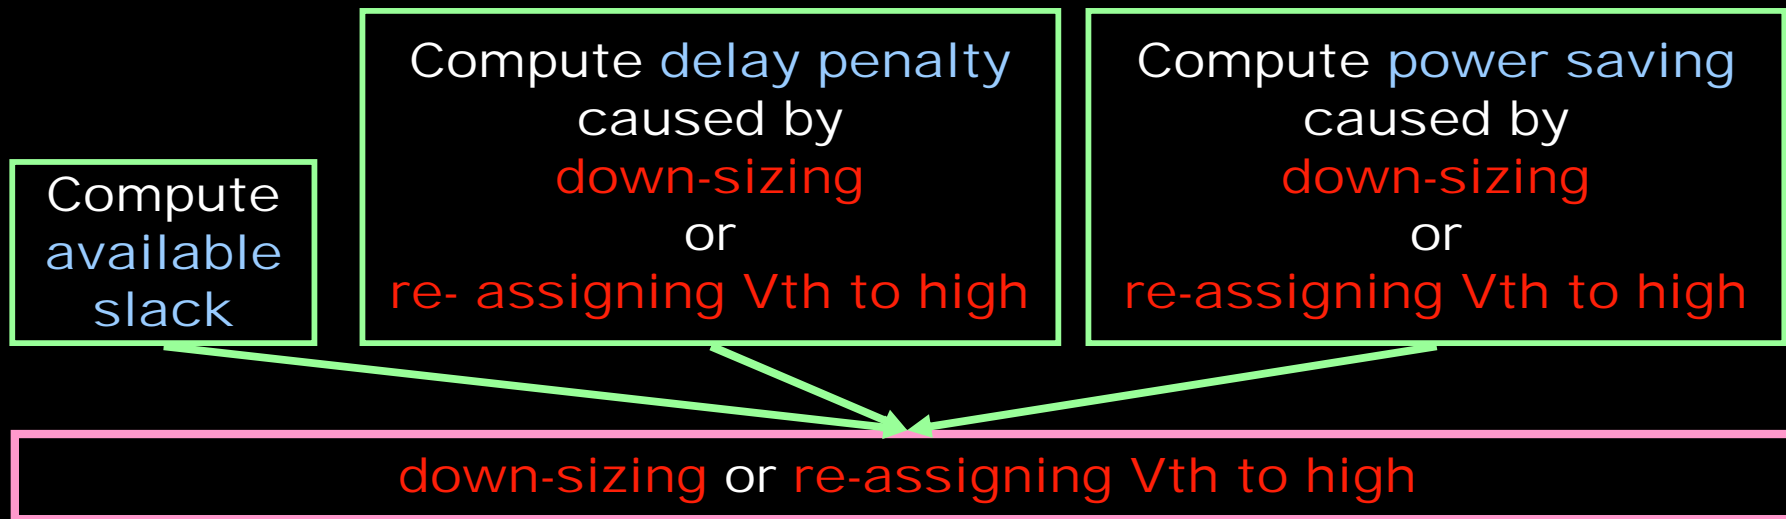 Compute
available
slack
Compute delay penalty
caused by
down-sizing
or
re- assigning Vth to high
Compute power saving
caused by
down-sizing
or
re-assigning Vth to high
down-sizing or re-assigning Vth to high